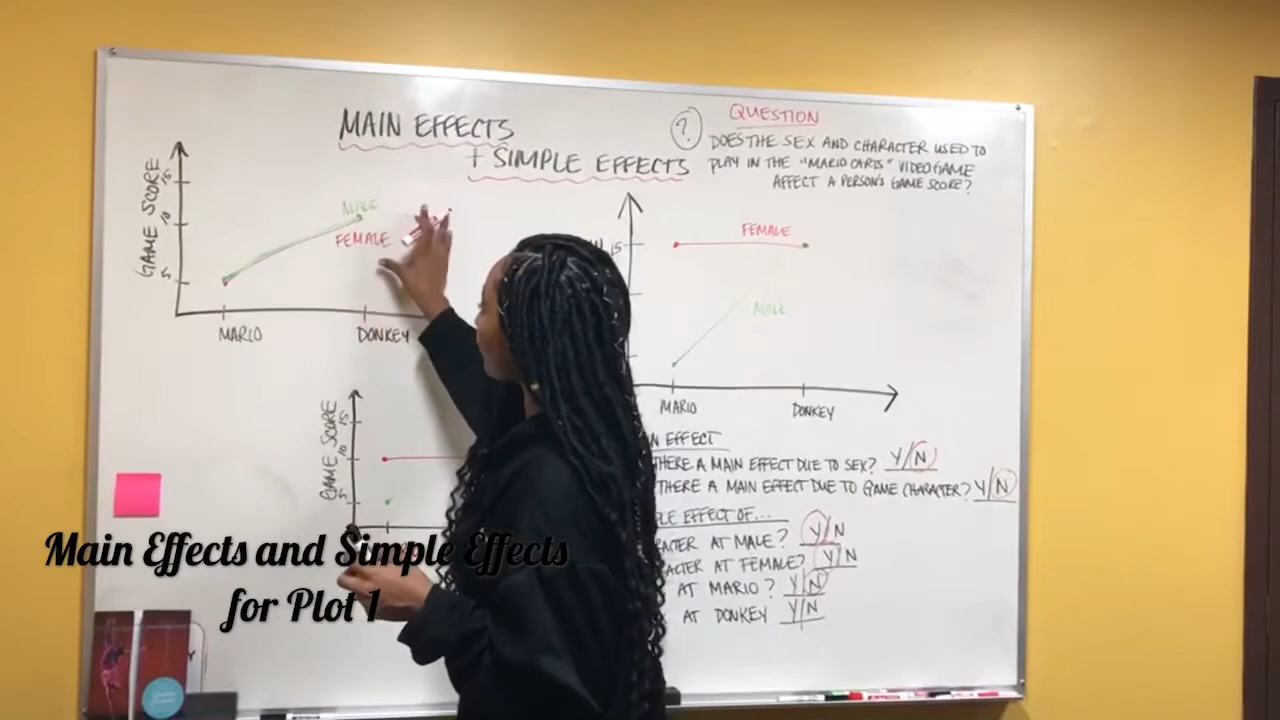 MAIN EFFECTS
+ SIMPLE EFFECTS
GAME SCORE
15
10
5
MALE
FEMALE
MARIO
DONKEY
?
QUESTION
DOES THE SEX AND CHARACTER USED TO
PLAY IN THE "MARIO CARTS" VIDEOGAME
AFFECT A PERSON'S GAME SCORE?
15
FEMALE
MALE
MARIO
DONKEY
GAME SCORE
15
10
5
N EFFECT
THERE A MAIN EFFECT DUE TO SEX? Y/N
THERE A MAIN EFFECT DUE TO GAME CHARACTER? Y/N
PLE EFFECT OF...
RACTER AT MALE? Y/N
RACTER AT FEMALE? Y/N
AT MARIO? Y/N
AT DONKEY Y/N
Main Effects and Simple Effects
for Plot 1